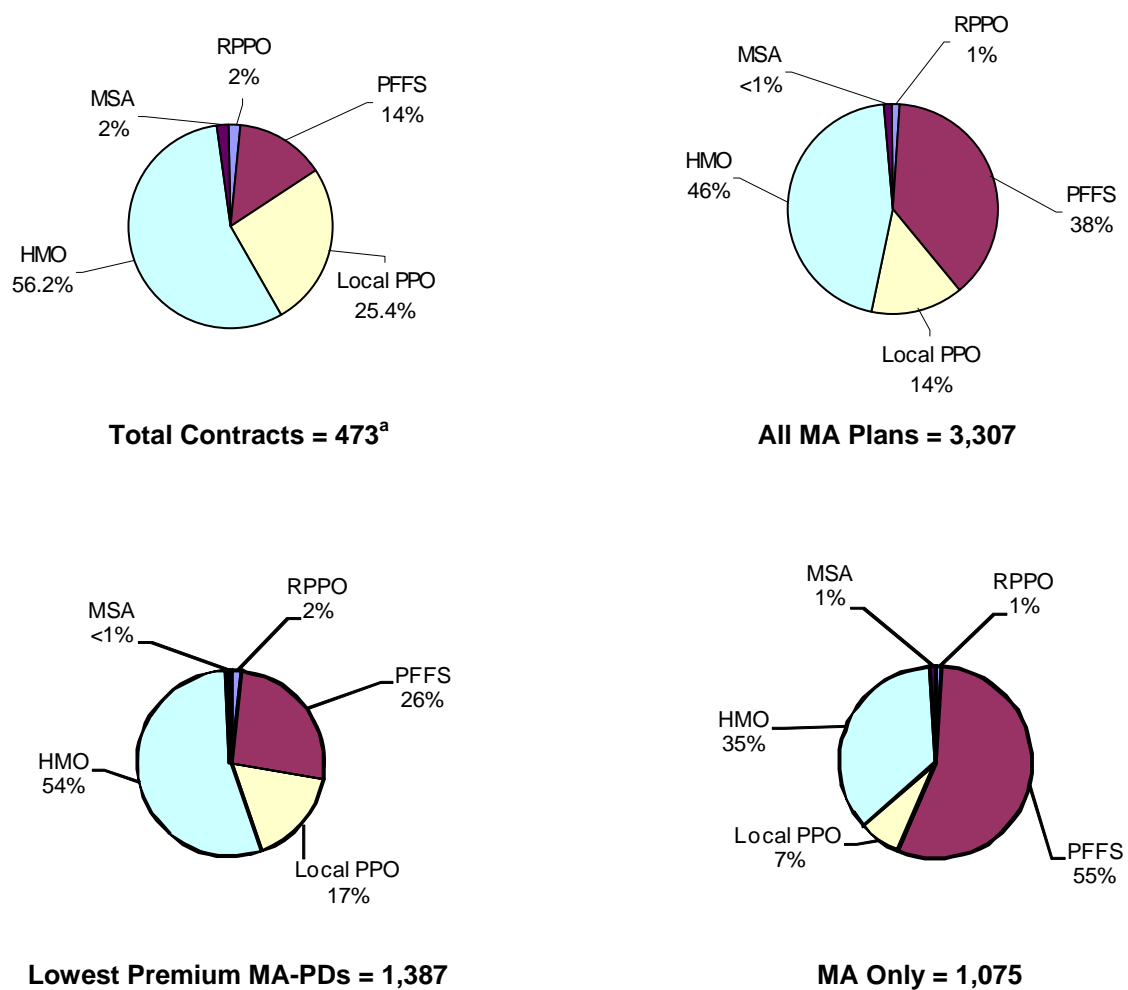 RPPO
2%
MSA
2%
PFFS
14%
HMO
56.2%
Local PPO
25.4%
Total Contracts = 473a
RPPO
1%
MSA
<1%
HMO
46%
PFFS
38%
Local PPO
14%
All MA Plans = 3,307
RPPO
2%
MSA
<1%
PFFS
26%
HMO
54%
Local PPO
17%
Lowest Premium MA-PDs = 1,387
MSA
1%
RPPO
1%
HMO
35%
Local PPO
7%
PFFS
55%
MA Only = 1,075